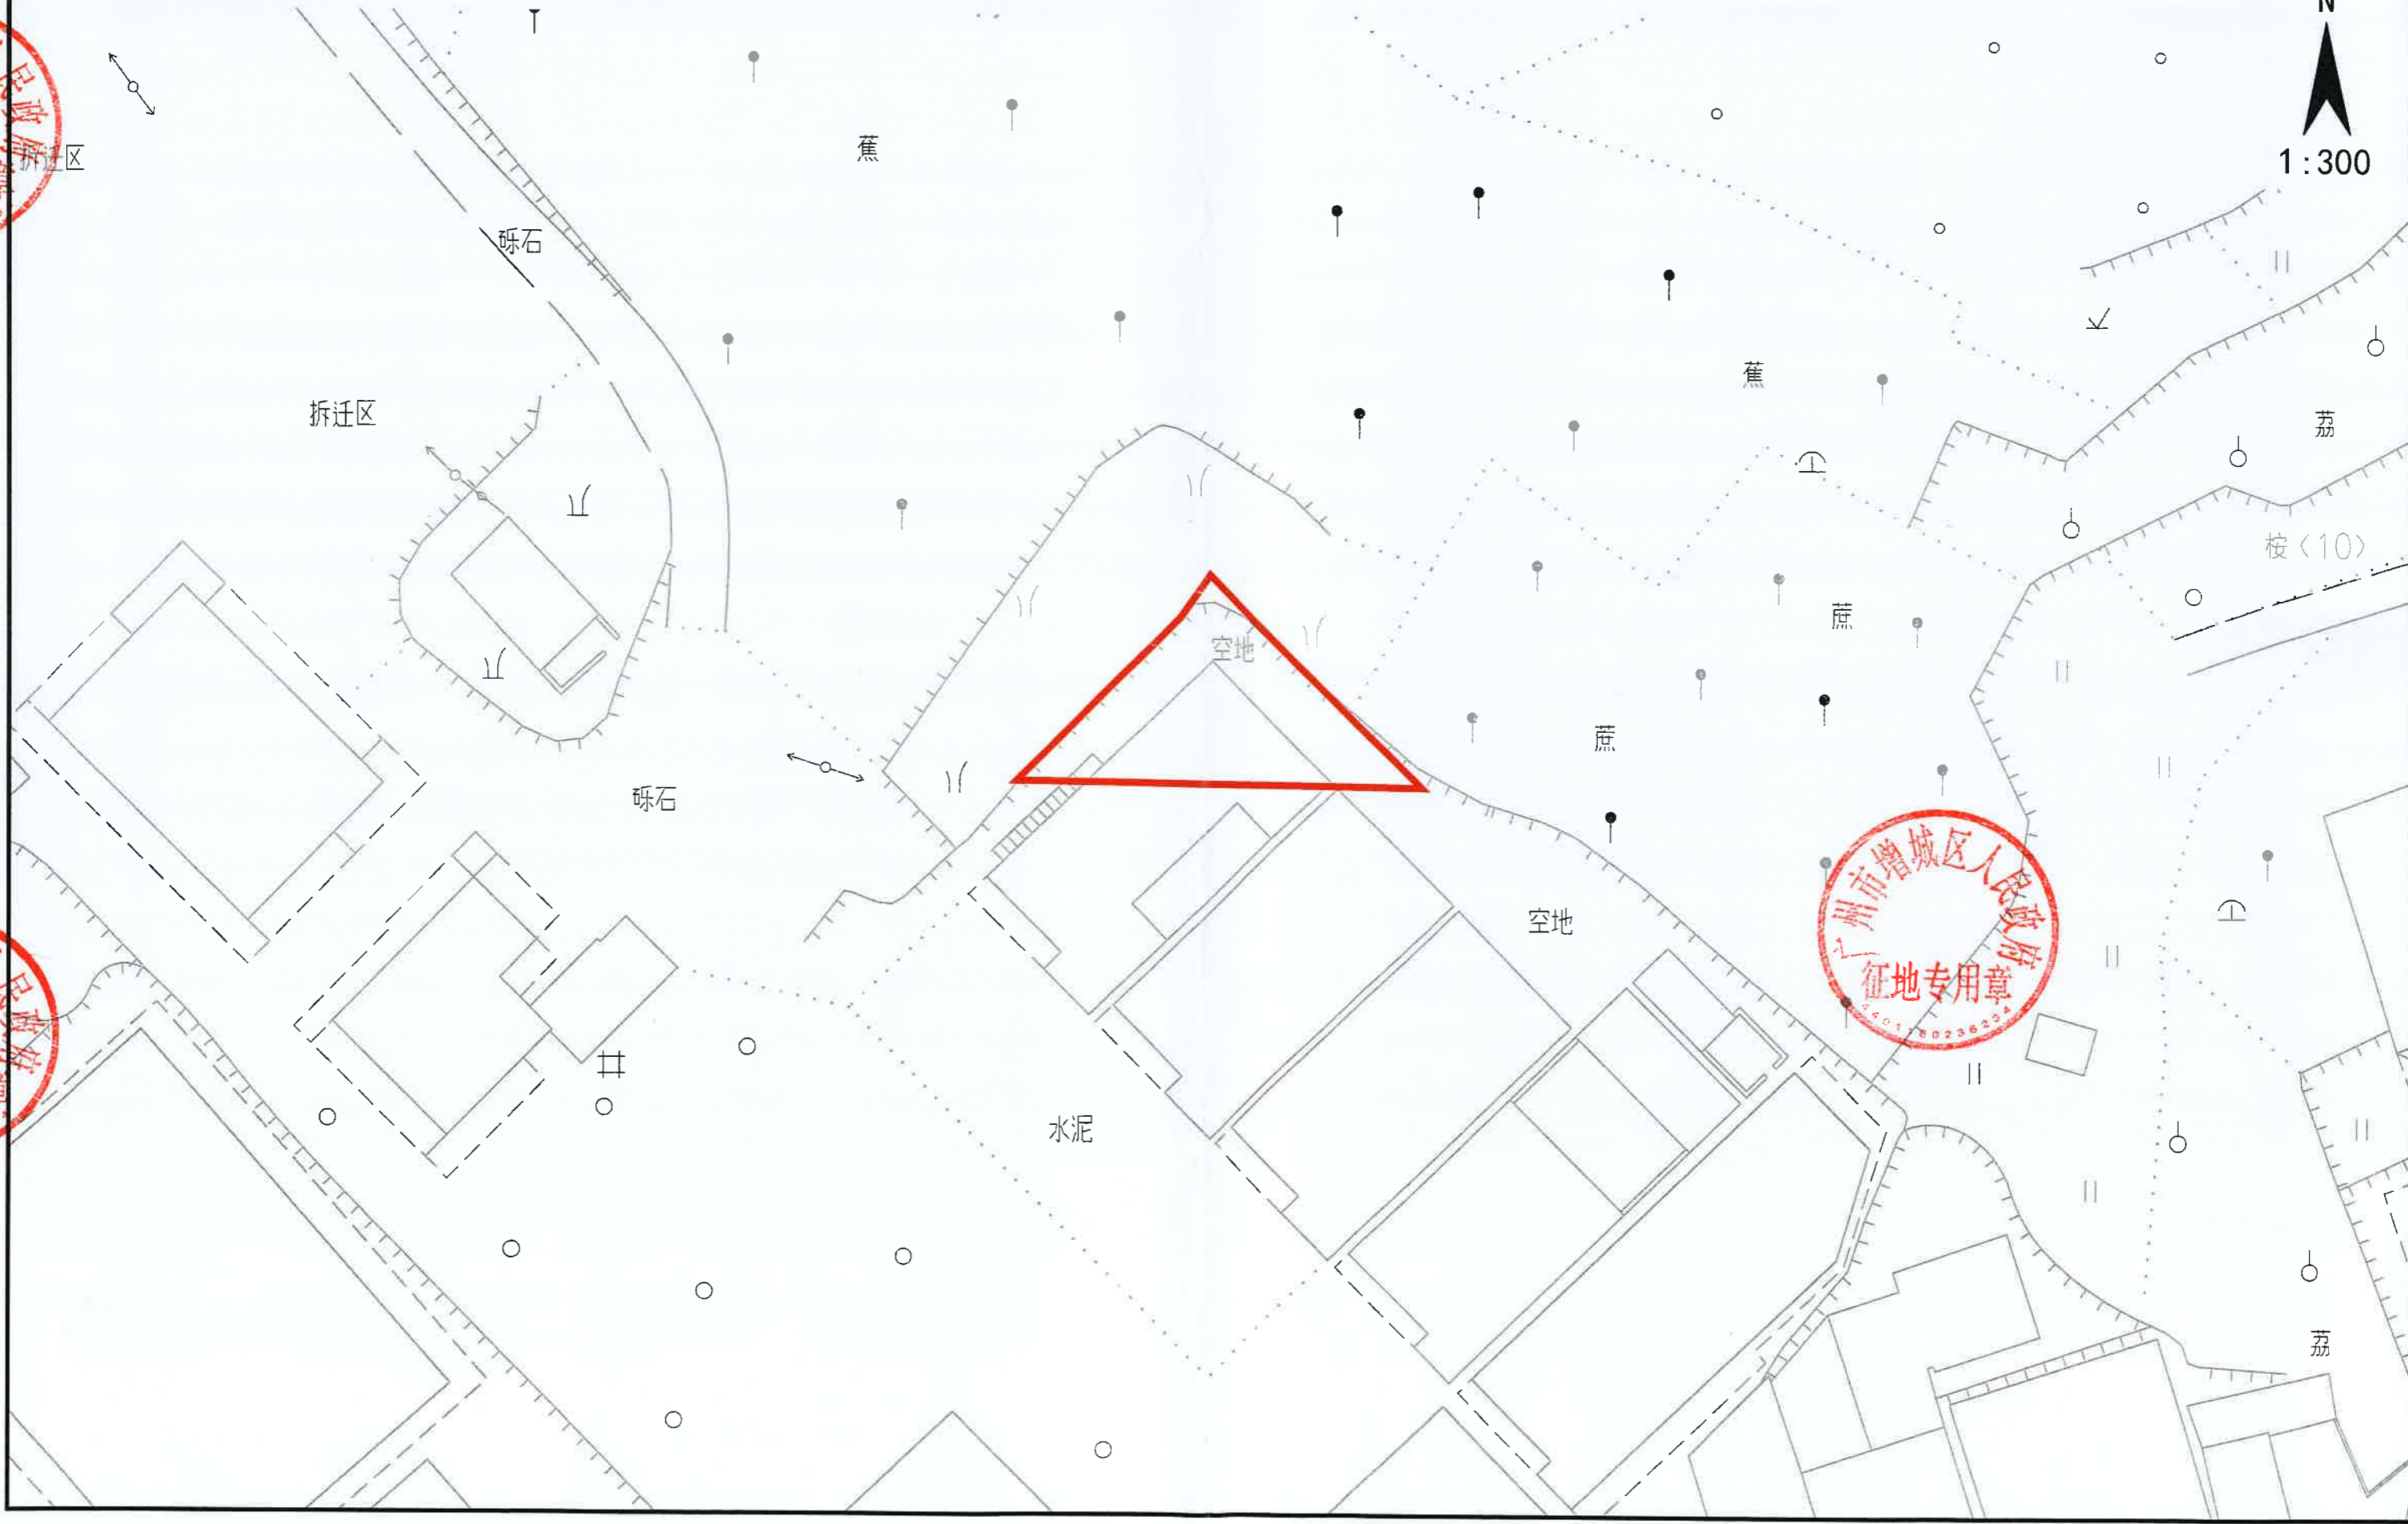 N
1:300
蕉
拆迁区
砾石
蕉
拆迁区
荔
桉〈10〉
蔗
空地
蔗
砾石
空地
广州市增城区人民政府
征地专用章
4401180236234
水泥
荔